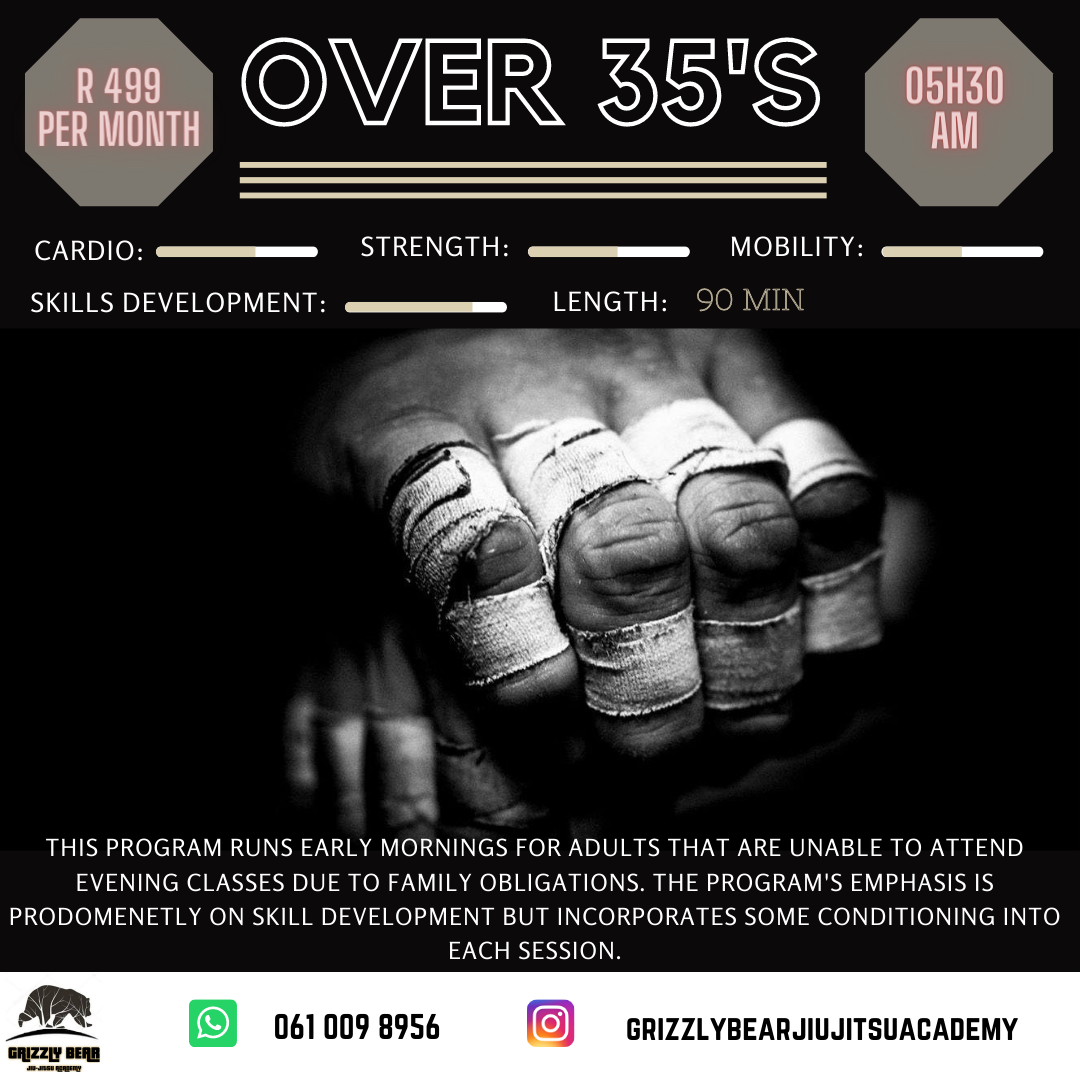 R 499
PER MONTH
OVER 35'S
05H30
AM
CARDIO:
STRENGTH:
MOBILITY:
SKILLS DEVELOPMENT:
LENGTH: 90 MIN
THIS PROGRAM RUNS EARLY MORNINGS FOR ADULTS THAT ARE UNABLE TO ATTEND
EVENING CLASSES DUE TO FAMILY OBLIGATIONS. THE PROGRAM'S EMPHASIS IS
PRODOMENETLY ON SKILL DEVELOPMENT BUT INCORPORATES SOME CONDITIONING INTO
EACH SESSION.
GRIZZLY BEAR
JIU-JITSU ACADEMY
061 009 8956
GRIZZLYBEARJIUJITSUACADEMY